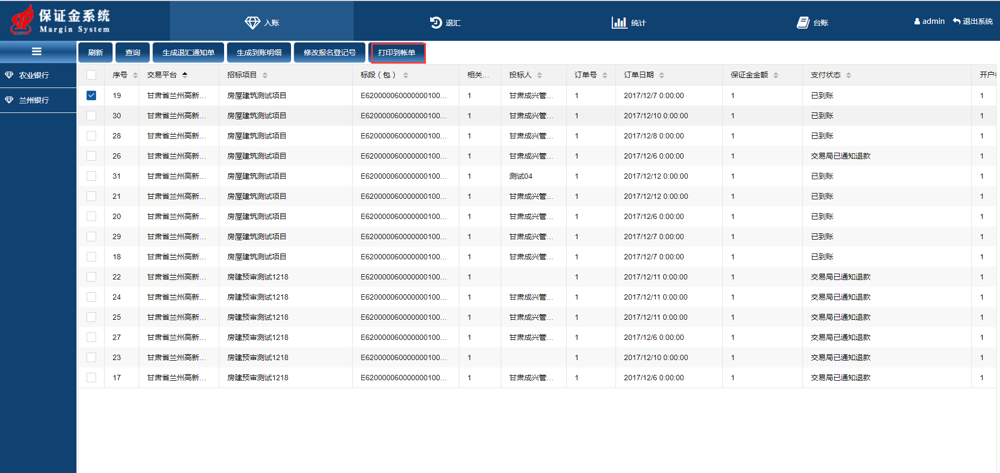 保证金系统
Margin System
入账
退汇
统计
台账
admin
退出系统
农业银行
兰州银行
刷新 查询 生成退汇通知单 生成到账明细 修改报名登记号 打印到帐单
序号 交易平台 招标项目 标段（包） 相关... 投标人 订单号 订单日期 保证金金额 支付状态
19 甘肃省兰州高新... 房屋建筑测试项目 E620000060000000100... 1 甘肃成兴管... 1 2017/12/7 0:00:00 1 已到账 1
30 甘肃省兰州高新... 房屋建筑测试项目 E620000060000000100... 1 甘肃成兴管... 1 2017/12/10 0:00:00 1 已到账 1
28 甘肃省兰州高新... 房屋建筑测试项目 E620000060000000100... 1 甘肃成兴管... 1 2017/12/8 0:00:00 1 已到账 1
26 甘肃省兰州高新... 房屋建筑测试项目 E620000060000000100... 1 甘肃成兴管... 1 2017/12/6 0:00:00 1 交易局已通知退款 1
31 甘肃省兰州高新... 房屋建筑测试项目 E620000060000000100... 1 测试04 1 2017/12/12 0:00:00 1 已到账 1
21 甘肃省兰州高新... 房屋建筑测试项目 E620000060000000100... 1 甘肃成兴管... 1 2017/12/12 0:00:00 1 已到账 1
20 甘肃省兰州高新... 房屋建筑测试项目 E620000060000000100... 1 甘肃成兴管... 1 2017/12/6 0:00:00 1 已到账 1
29 甘肃省兰州高新... 房屋建筑测试项目 E620000060000000100... 1 甘肃成兴管... 1 2017/12/7 0:00:00 1 已到账 1
18 甘肃省兰州高新... 房屋建筑测试项目 E620000060000000100... 1 甘肃成兴管... 1 2017/12/7 0:00:00 1 已到账 1
22 甘肃省兰州高新... 房建预审测试1218 E620000060000000100... 1 1 2017/12/11 0:00:00 1 交易局已通知退款 1
24 甘肃省兰州高新... 房建预审测试1218 E620000060000000100... 1 甘肃成兴管... 1 2017/12/11 0:00:00 1 交易局已通知退款 1
25 甘肃省兰州高新... 房建预审测试1218 E620000060000000100... 1 甘肃成兴管... 1 2017/12/11 0:00:00 1 交易局已通知退款 1
27 甘肃省兰州高新... 房建预审测试1218 E620000060000000100... 1 甘肃成兴管... 1 2017/12/6 0:00:00 1 交易局已通知退款 1
23 甘肃省兰州高新... 房建预审测试1218 E620000060000000100... 1 1 2017/12/10 0:00:00 1 交易局已通知退款 1
17 甘肃省兰州高新... 房建预审测试1218 E620000060000000100... 1 甘肃成兴管... 1 2017/12/6 0:00:00 1 交易局已通知退款 1